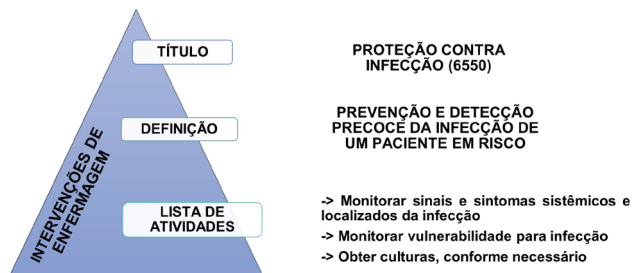 TÍTULO
PROTEÇÃO CONTRA
INFECÇÃO (6550)
DEFINIÇÃO
PREVENÇÃO E DETECÇÃO
PRECOCE DA INFECÇÃO DE
UM PACIENTE EM RISCO
LISTA DE
ATIVIDADES
-> Monitorar sinais e sintomas sistêmicos e
localizados da infecção
-> Monitorar vulnerabilidade para infecção
-> Obter culturas, conforme necessário
INTERVENÇÕES DE
ENFERMAGEM